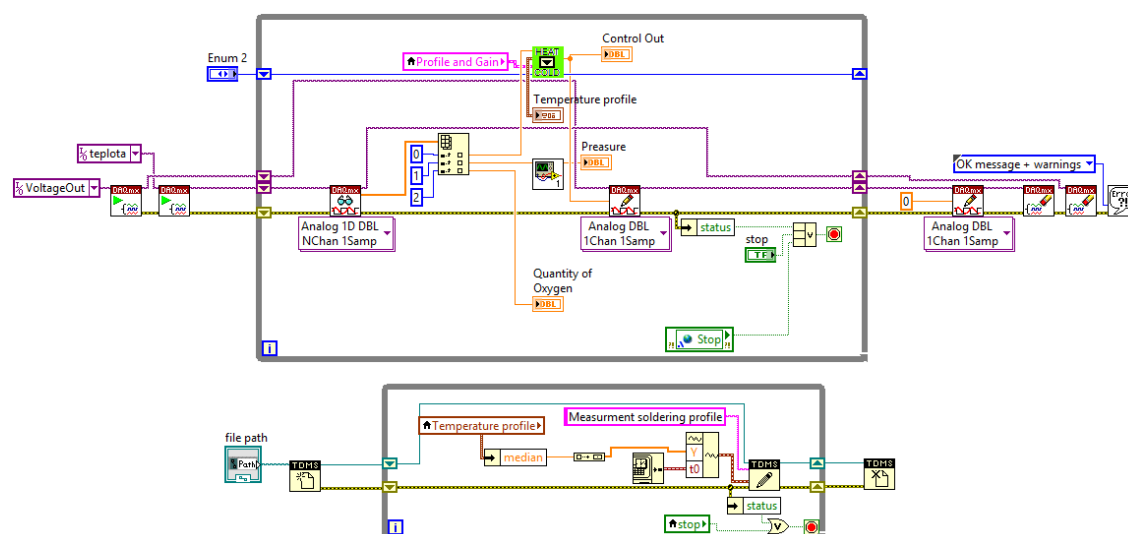 Control Out
DBL
Enum 2
HEAT
COLD
Profile and Gain
Temperature profile
teplota
Preasure
DBL
OK message + warnings
I/O VoltageOut
0
1
2
1
DAQmx
DAQmx
DAQmx
DAQmx
DAQmx
DAQmx
DAQmx
0
Error
?!
Analog 1D DBL
NChan 1Samp
Analog DBL
1Chan 1Samp
status
stop
TF
Analog DBL
1Chan 1Samp
Quantity of
Oxygen
DBL
Stop
i
Temperature profile
Measurment soldering profile
file path
Path
TDMS
median
Y
t0
TDMS
TDMS
status
stop
i